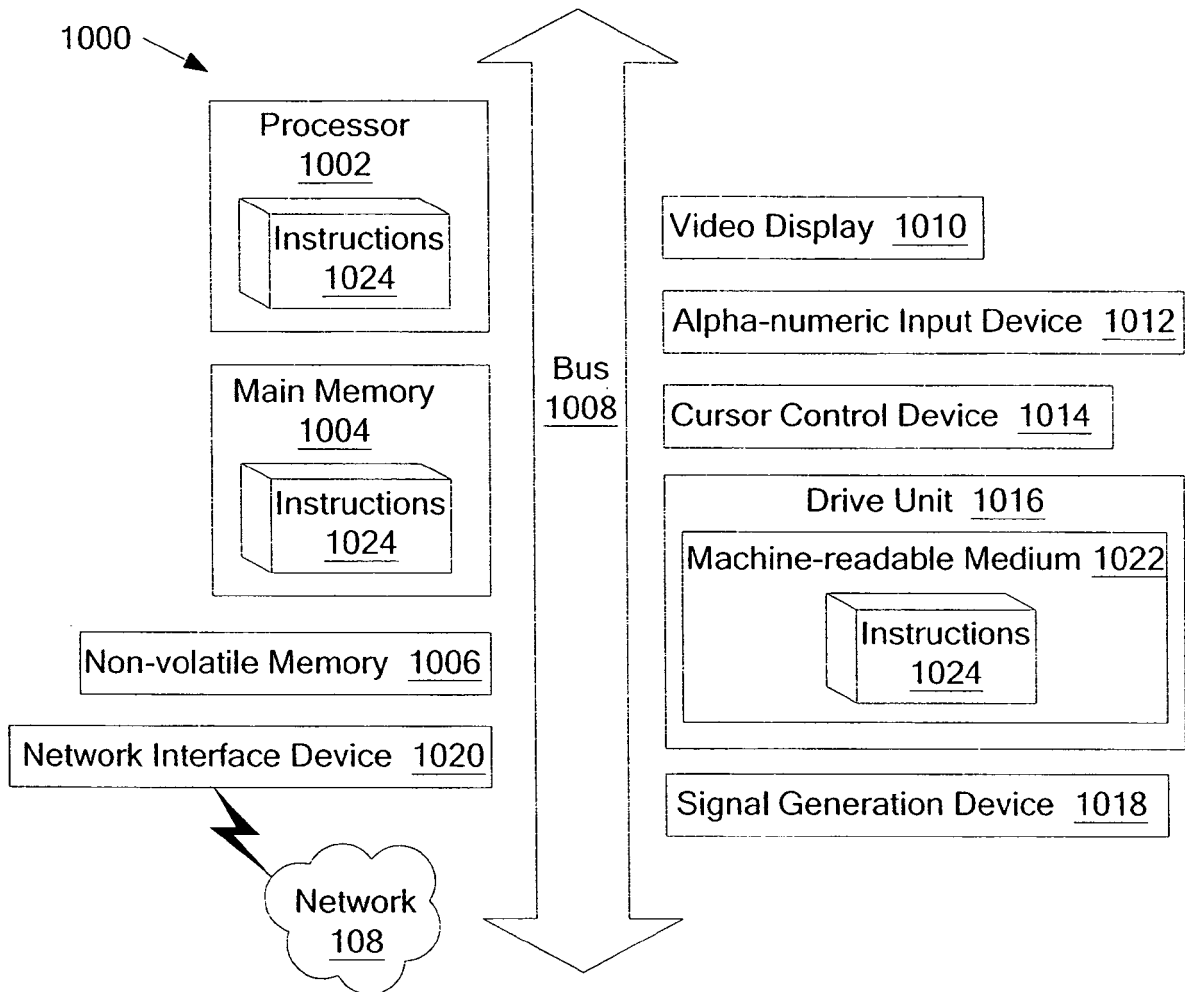 1000
Processor
1002
Instructions
1024
Main Memory
1004
Instructions
1024
Non-volatile Memory 1006
Network Interface Device 1020
Network
108
Bus
1008
Video Display 1010
Alpha-numeric Input Device 1012
Cursor Control Device 1014
Drive Unit 1016
Machine-readable Medium 1022
Instructions
1024
Signal Generation Device 1018